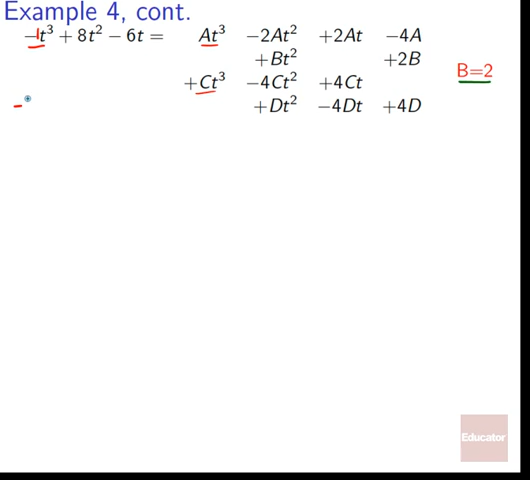 Example 4, cont.
−1t³ + 8t² − 6t = At³ −2At² +2At −4A
+Bt² +2B
B=2
+Ct³ −4Ct² +4Ct
− +Dt² −4Dt +4D
Educator